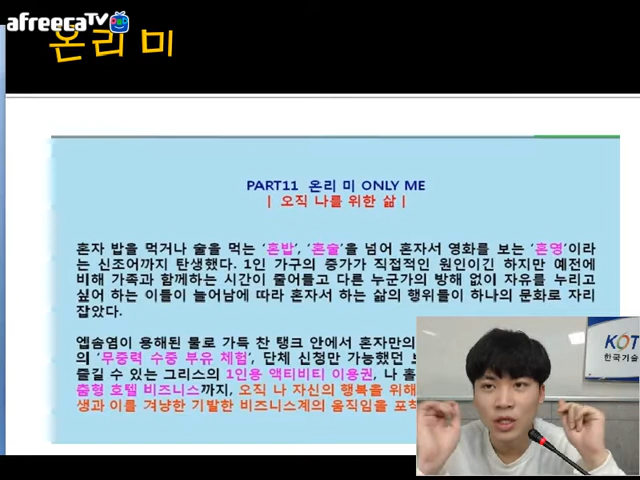 afreecaTV
온리 미
PART11 온리 미 ONLY ME
| 오직 나를 위한 삶 |
혼자 밥을 먹거나 술을 먹는 '혼밥', '혼술'을 넘어 혼자서 영화를 보는 '혼영'이라
는 신조어까지 탄생했다. 1인 가구의 증가가 직접적인 원인이긴 하지만 예전에
비해 가족과 함께하는 시간이 줄어들고 다른 누군가의 방해 없이 자유를 누리고
싶어 하는 이들이 늘어남에 따라 혼자서 하는 삶의 행위들이 하나의 문화로 자리
잡았다.
엡솜염이 용해된 물로 가득 찬 탱크 안에서 혼자만의
의 '무중력 수중 부유 체험', 단체 신청만 가능했던
즐길 수 있는 그리스의 1인용 액티비티 이용권, 나 홀
춤형 호텔 비즈니스까지, 오직 나 자신의 행복을 위해
생과 이를 겨냥한 기발한 비즈니스계의 움직임을 포착
KOT
한국기술